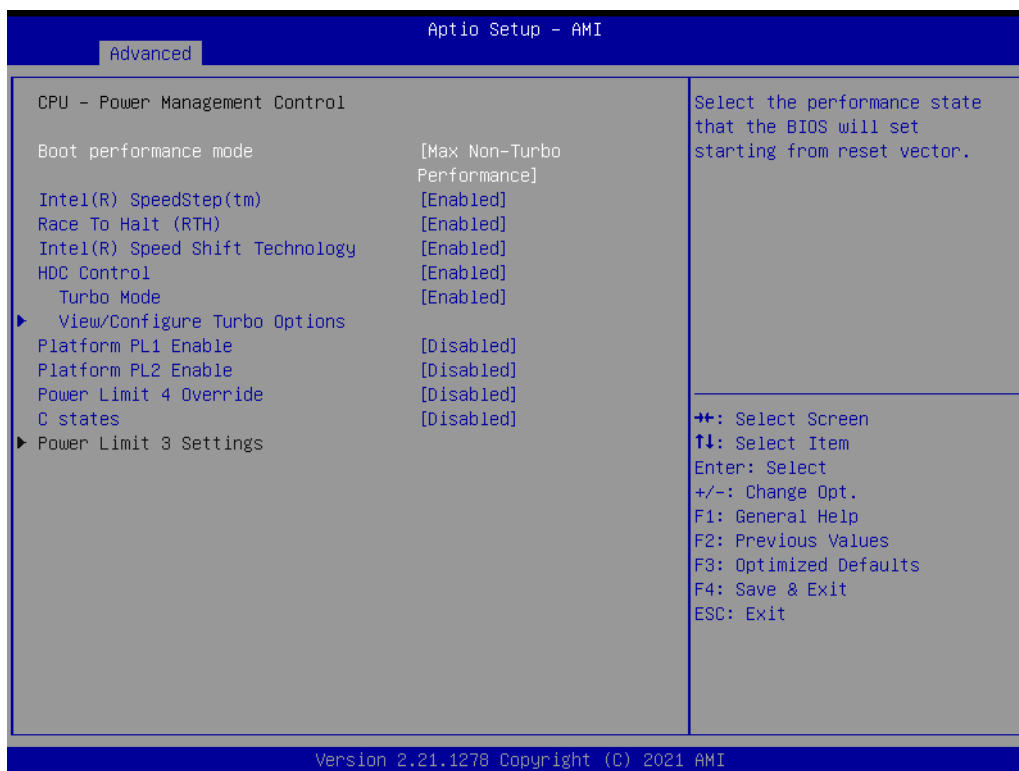 Aptio Setup – AMI
Advanced
CPU – Power Management Control
Boot performance mode [Max Non-Turbo
Performance]
Intel(R) SpeedStep(tm) [Enabled]
Race To Halt (RTH) [Enabled]
Intel(R) Speed Shift Technology [Enabled]
HDC Control [Enabled]
Turbo Mode [Enabled]
View/Configure Turbo Options
Platform PL1 Enable [Disabled]
Platform PL2 Enable [Disabled]
Power Limit 4 Override [Disabled]
C states [Disabled]
Power Limit 3 Settings
Select the performance state
that the BIOS will set
starting from reset vector.
→←: Select Screen
↑↓: Select Item
Enter: Select
+/-: Change Opt.
F1: General Help
F2: Previous Values
F3: Optimized Defaults
F4: Save & Exit
ESC: Exit
Version 2.21.1278 Copyright (C) 2021 AMI